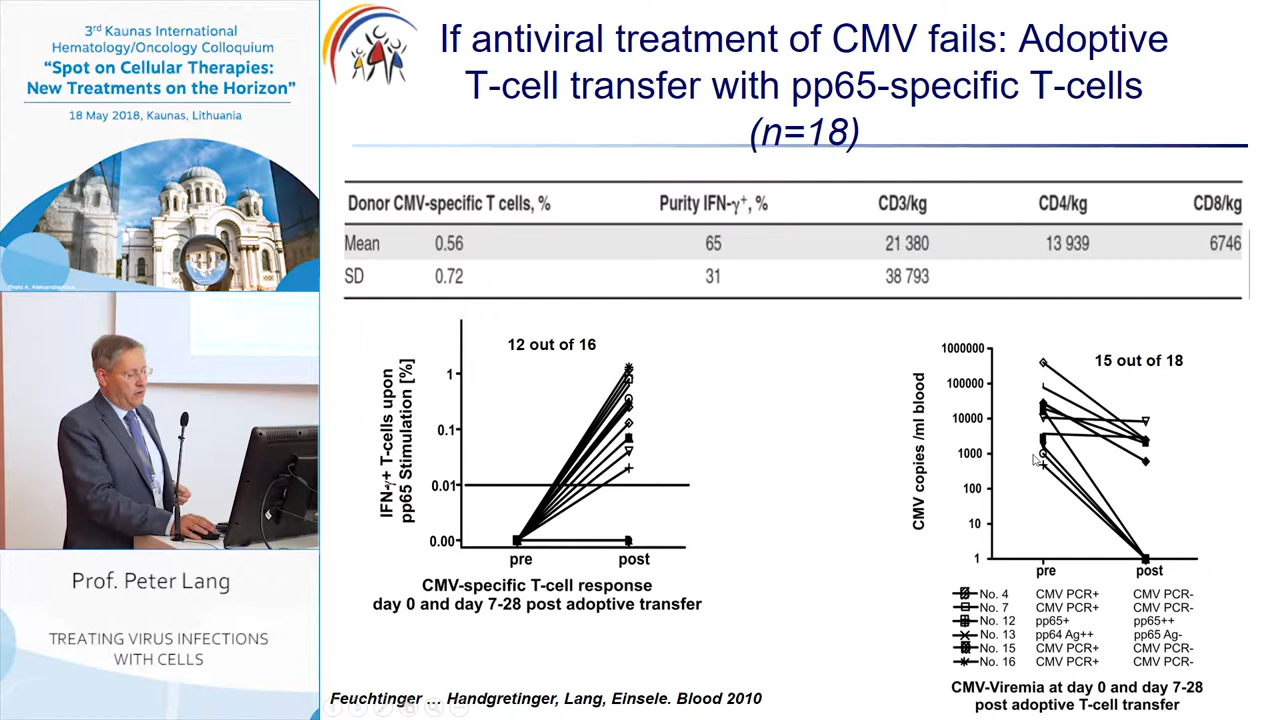 3rd Kaunas International
Hematology/Oncology Colloquium
"Spot on Cellular Therapies:
New Treatments on the Horizon"
18 May 2018, Kaunas, Lithuania
Prof. Peter Lang
TREATING VIRUS INFECTIONS
WITH CELLS
If antiviral treatment of CMV fails: Adoptive
T-cell transfer with pp65-specific T-cells
(n=18)
Donor CMV-specific T cells, % Purity IFN-γ+, % CD3/kg CD4/kg CD8/kg
Mean 0.56 65 21 380 13 939 6746
SD 0.72 31 38 793
IFN-γ+ T-cells upon
pp65 Stimulation [%]
12 out of 16
1
0.1
0.01
0.00
pre post
CMV-specific T-cell response
day 0 and day 7-28 post adoptive transfer
CMV copies /ml blood
15 out of 18
1000000
100000
10000
1000
100
10
1
pre post
No. 4 CMV PCR+ CMV PCR-
No. 7 CMV PCR+ CMV PCR-
No. 12 pp65+ pp65++
No. 13 pp64 Ag++ pp65 Ag-
No. 15 CMV PCR+ CMV PCR-
No. 16 CMV PCR+ CMV PCR-
CMV-Viremia at day 0 and day 7-28
post adoptive T-cell transfer
Feuchtinger … Handgretinger, Lang, Einsele. Blood 2010